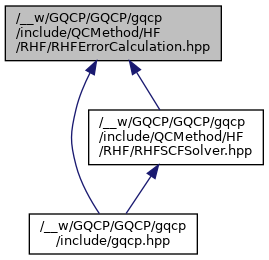 /__w/GQCP/GQCP/gqcp
/include/QCMethod/HF
/RHF/RHFErrorCalculation.hpp
/__w/GQCP/GQCP/gqcp
/include/QCMethod/HF
/RHF/RHFSCFSolver.hpp
/__w/GQCP/GQCP/gqcp
/include/gqcp.hpp